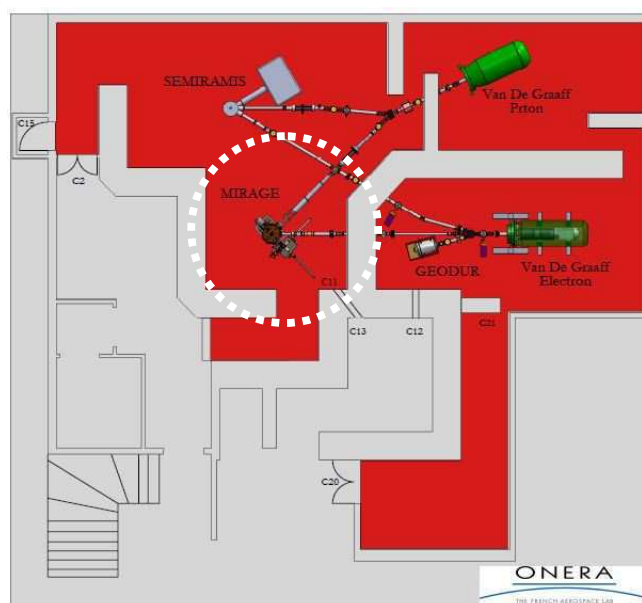 SEMIRAMIS
Van De Graaff
Prton
C15
C2
MIRAGE
GEODUR
Van De Graaff
Electron
C11
C13
C12
C21
C20
ONERA
THE FRENCH AEROSPACE LAB